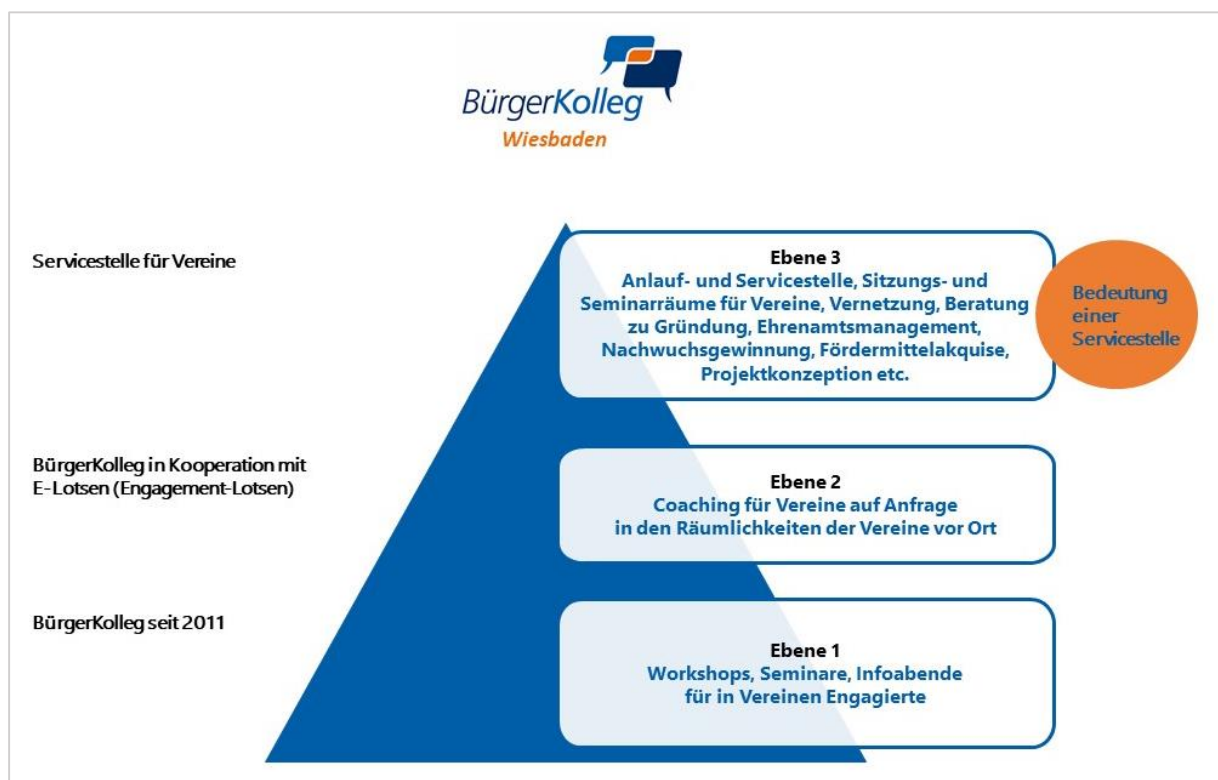 BürgerKolleg
Wiesbaden
Servicestelle für Vereine
Ebene 3
Anlauf- und Servicestelle, Sitzungs- und
Seminarräume für Vereine, Vernetzung, Beratung
zu Gründung, Ehrenamtsmanagement,
Nachwuchsgewinnung, Fördermittelakquise,
Projektkonzeption etc.
Bedeutung
einer
Servicestelle
BürgerKolleg in Kooperation mit
E-Lotsen (Engagement-Lotsen)
Ebene 2
Coaching für Vereine auf Anfrage
in den Räumlichkeiten der Vereine vor Ort
BürgerKolleg seit 2011
Ebene 1
Workshops, Seminare, Infoabende
für in Vereinen Engagierte